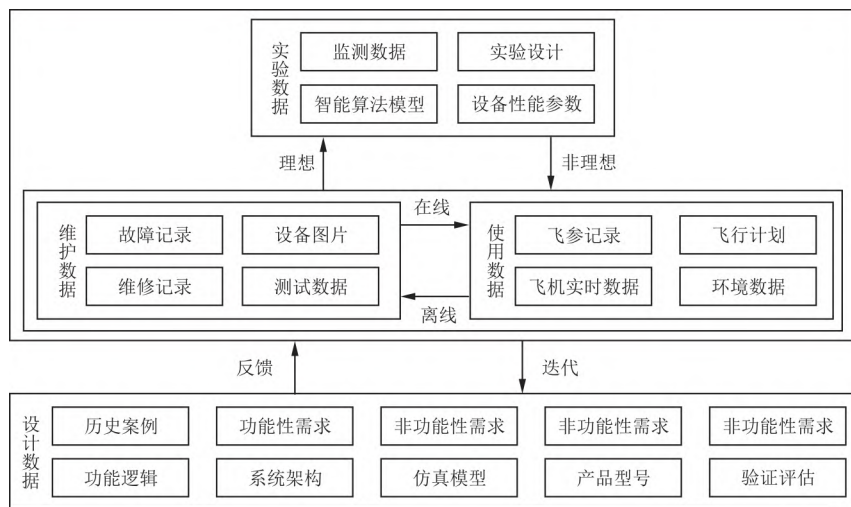 实验数据
监测数据
实验设计
智能算法模型
设备性能参数
理想
非理想
维护数据
故障记录
设备图片
维修记录
测试数据
在线
离线
使用数据
飞参记录
飞行计划
飞机实时数据
环境数据
反馈
迭代
设计数据
历史案例
功能性需求
非功能性需求
非功能性需求
非功能性需求
功能逻辑
系统架构
仿真模型
产品型号
验证评估